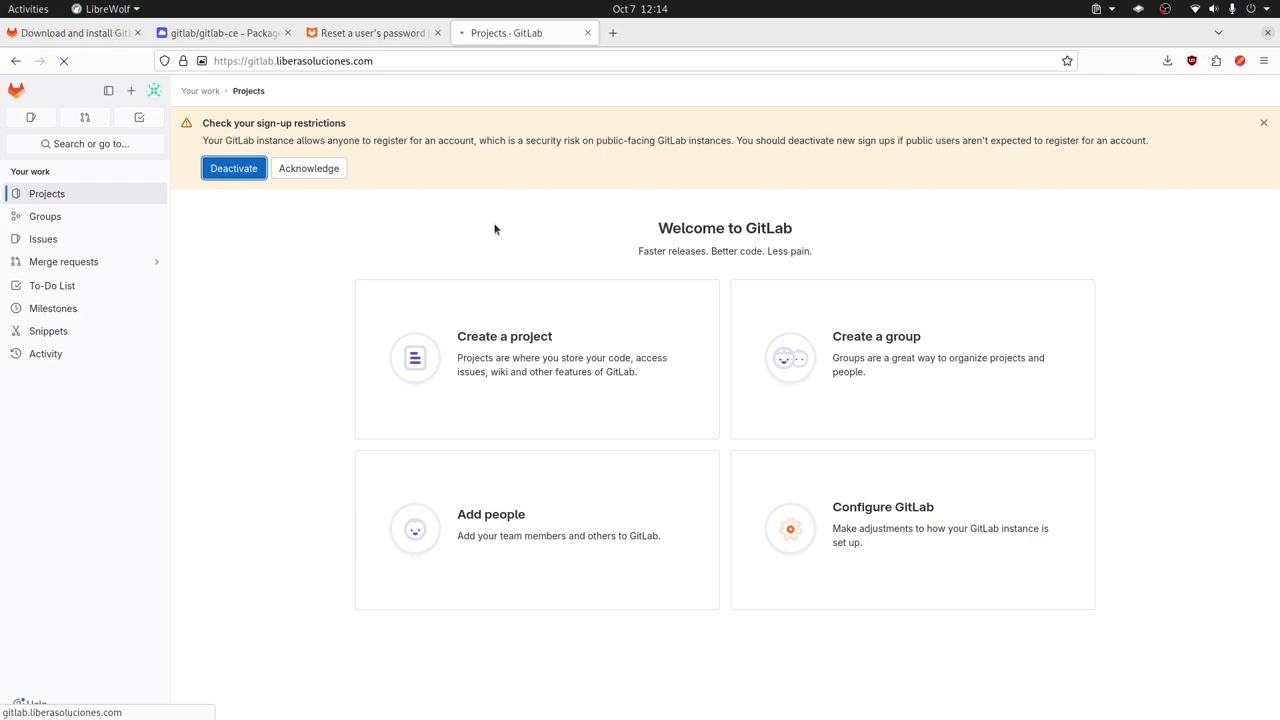 Activities
LibreWolf
Oct 7 12:14
Download and install Gitl
gitlab/gitlab-ce - Package
Reset a user's password |
Projects · GitLab
https://gitlab.liberasoluciones.com
Your work › Projects
Check your sign-up restrictions
Your GitLab instance allows anyone to register for an account, which is a security risk on public-facing GitLab instances. You should deactivate new sign ups if public users aren't expected to register for an account.
Deactivate
Acknowledge
Search or go to...
Your work
Projects
Groups
Issues
Merge requests
To-Do List
Milestones
Snippets
Activity
Welcome to GitLab
Faster releases. Better code. Less pain.
Create a project
Projects are where you store your code, access
issues, wiki and other features of GitLab.
Create a group
Groups are a great way to organize projects and
people.
Add people
Add your team members and others to GitLab.
Configure GitLab
Make adjustments to how your GitLab instance is
set up.
Help
gitlab.liberasoluciones.com